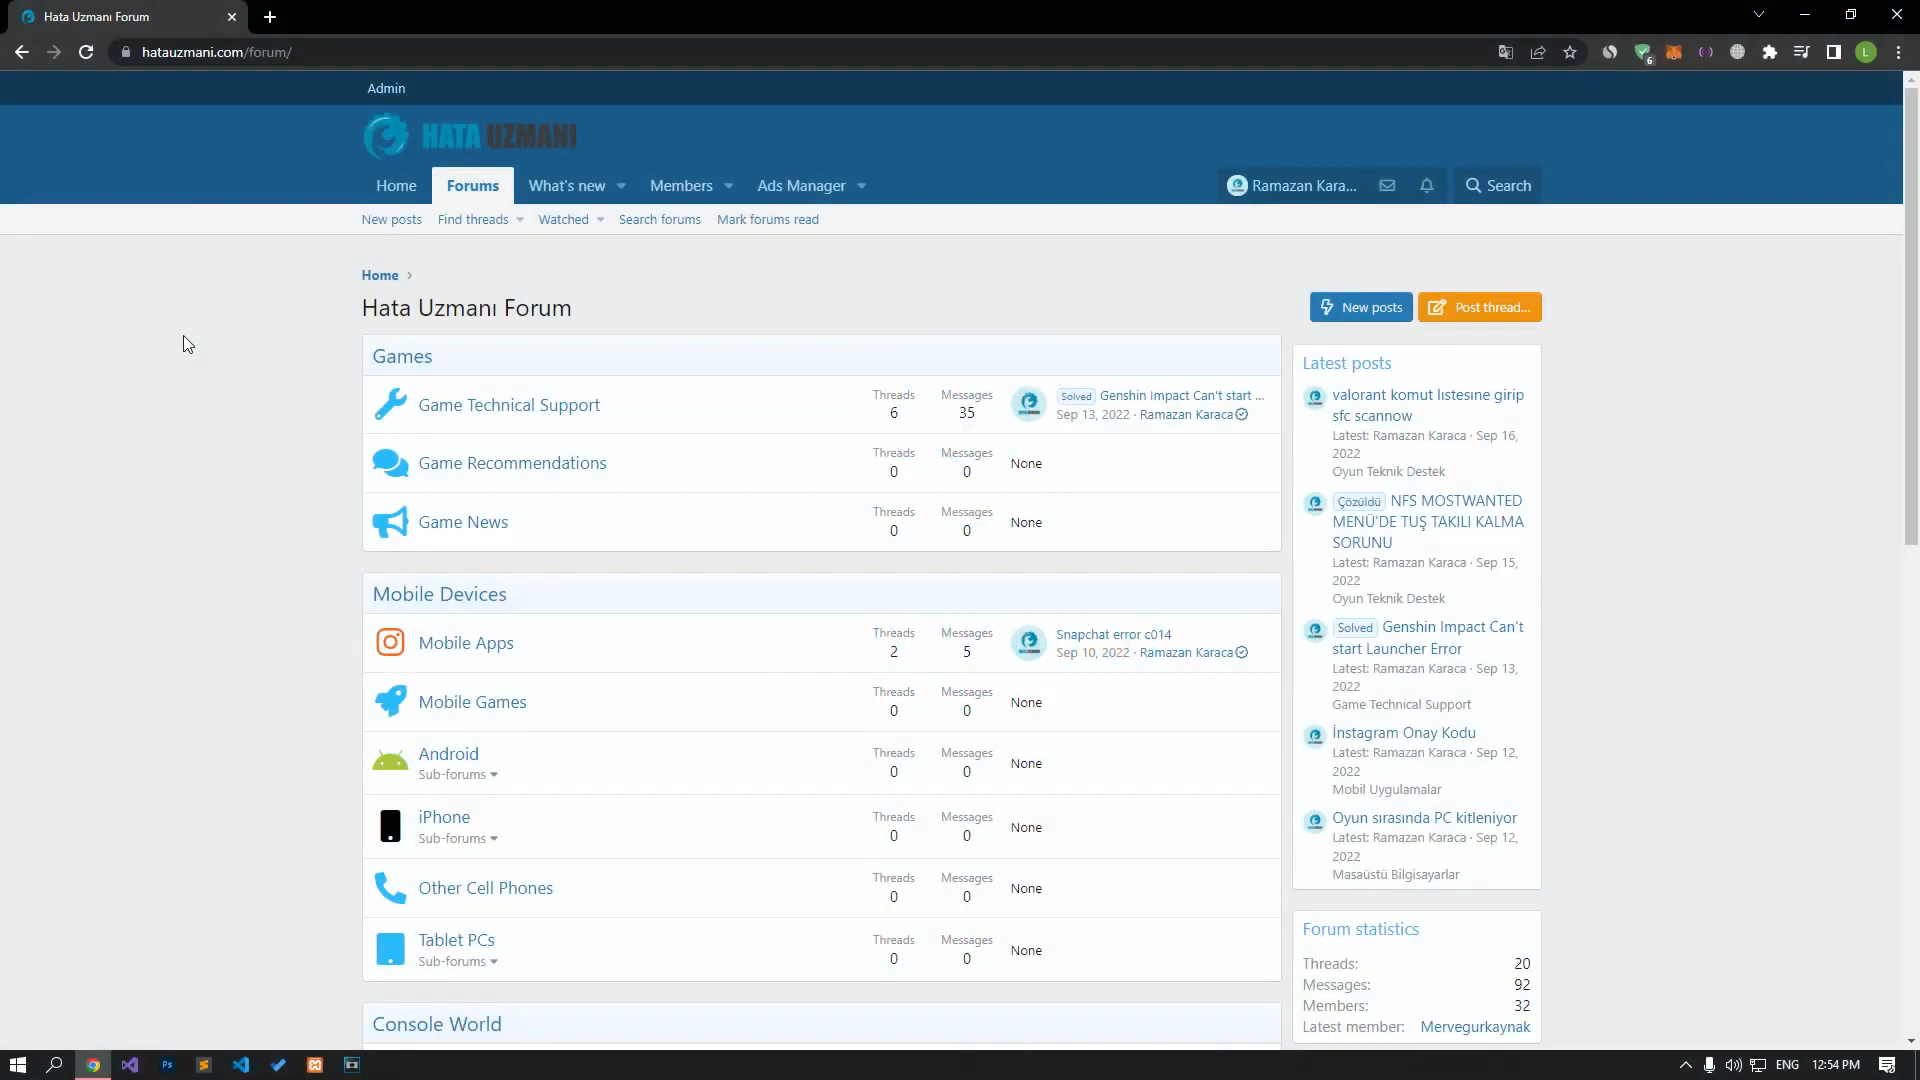 Hata Uzmanı Forum
hatauzmani.com/forum/
6
L
Admin
HATA UZMANI
Home
Forums
What's new
Members
Ads Manager
Ramazan Kara...
Search
New posts
Find threads
Watched
Search forums
Mark forums read
Home
Hata Uzmanı Forum
New posts
Post thread...
Games
Game Technical Support
Threads
6
Messages
35
Solved Genshin Impact Can't start ...
Sep 13, 2022 · Ramazan Karaca
Game Recommendations
Threads
0
Messages
0
None
Game News
Threads
0
Messages
0
None
Mobile Devices
Mobile Apps
Threads
2
Messages
5
Snapchat error c014
Sep 10, 2022 · Ramazan Karaca
Mobile Games
Threads
0
Messages
0
None
Android
Sub-forums
Threads
0
Messages
0
None
iPhone
Sub-forums
Threads
0
Messages
0
None
Other Cell Phones
Threads
0
Messages
0
None
Tablet PCs
Sub-forums
Threads
0
Messages
0
None
Console World
Latest posts
valorant komut lıstesıne girip
sfc scannow
Latest: Ramazan Karaca · Sep 16,
2022
Oyun Teknik Destek
Çözüldü NFS MOSTWANTED
MENÜ'DE TUŞ TAKILI KALMA
SORUNU
Latest: Ramazan Karaca · Sep 15,
2022
Oyun Teknik Destek
Solved Genshin Impact Can't
start Launcher Error
Latest: Ramazan Karaca · Sep 13,
2022
Game Technical Support
İnstagram Onay Kodu
Latest: Ramazan Karaca · Sep 12,
2022
Mobil Uygulamalar
Oyun sırasında PC kitleniyor
Latest: Ramazan Karaca · Sep 12,
2022
Masaüstü Bilgisayarlar
Forum statistics
Threads: 20
Messages: 92
Members: 32
Latest member: Mervegurkaynak
Ps
ENG
12:54 PM